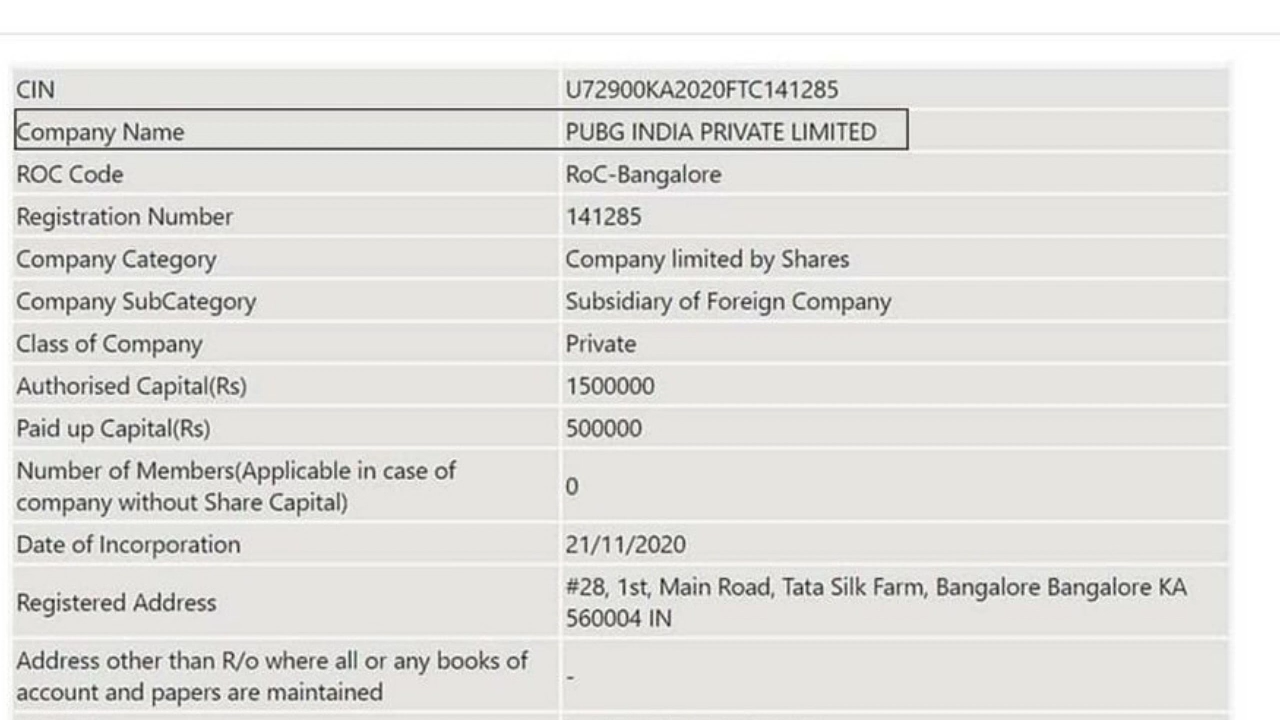 CIN U72900KA2020FTC141285
Company Name PUBG INDIA PRIVATE LIMITED
ROC Code RoC-Bangalore
Registration Number 141285
Company Category Company limited by Shares
Company SubCategory Subsidiary of Foreign Company
Class of Company Private
Authorised Capital(Rs) 1500000
Paid up Capital(Rs) 500000
Number of Members(Applicable in case of
company without Share Capital)
0
Date of Incorporation 21/11/2020
Registered Address
#28, 1st, Main Road, Tata Silk Farm, Bangalore Bangalore KA
560004 IN
Address other than R/o where all or any books of
account and papers are maintained
-